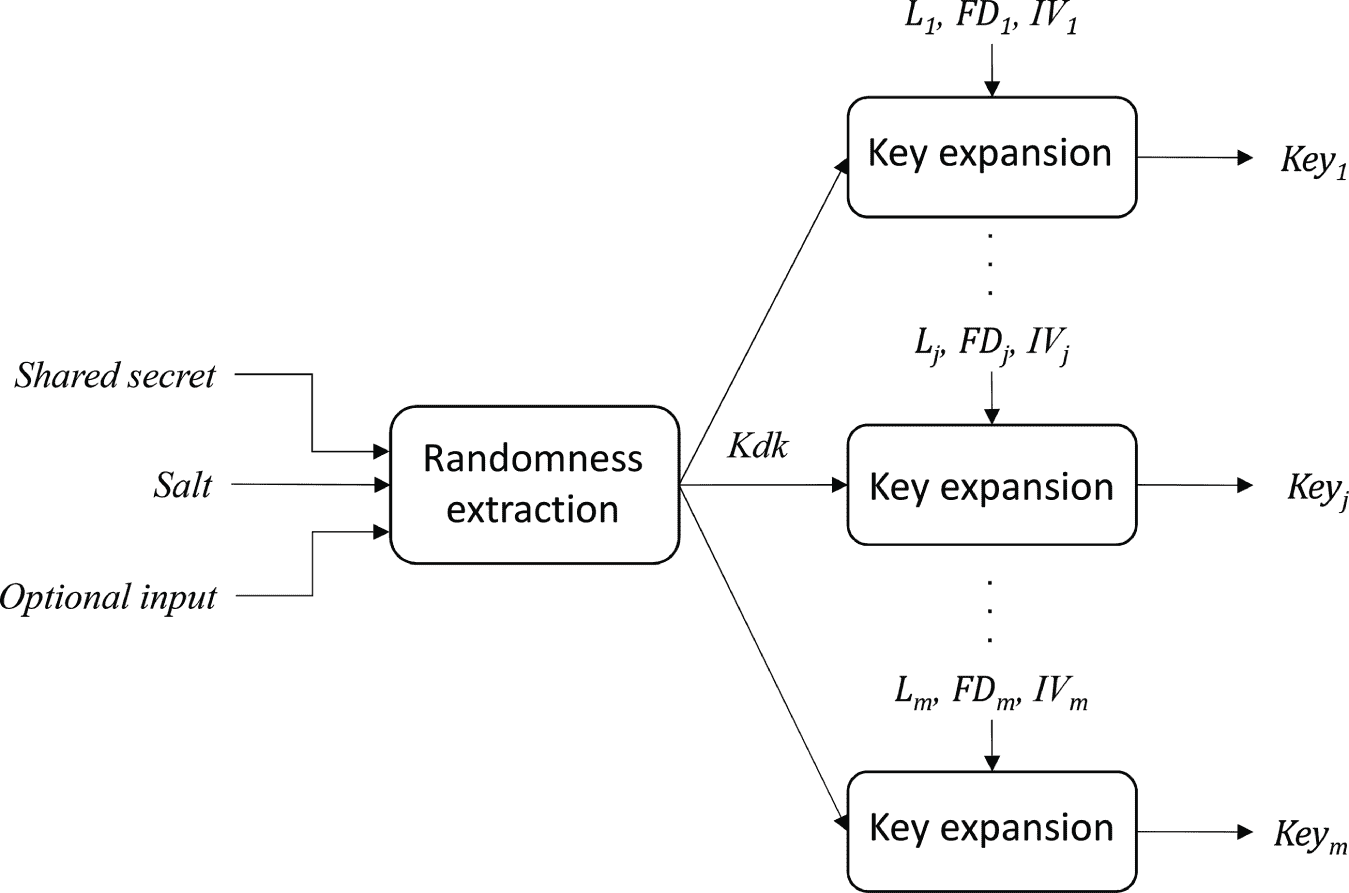 L₁, FD₁, IV₁
Key expansion
Key₁
.
.
.
Lⱼ, FDⱼ, IVⱼ
Shared secret
Randomness
extraction
Kdk
Key expansion
Keyⱼ
Salt
Optional input
.
.
.
Lₘ, FDₘ, IVₘ
Key expansion
Keyₘ